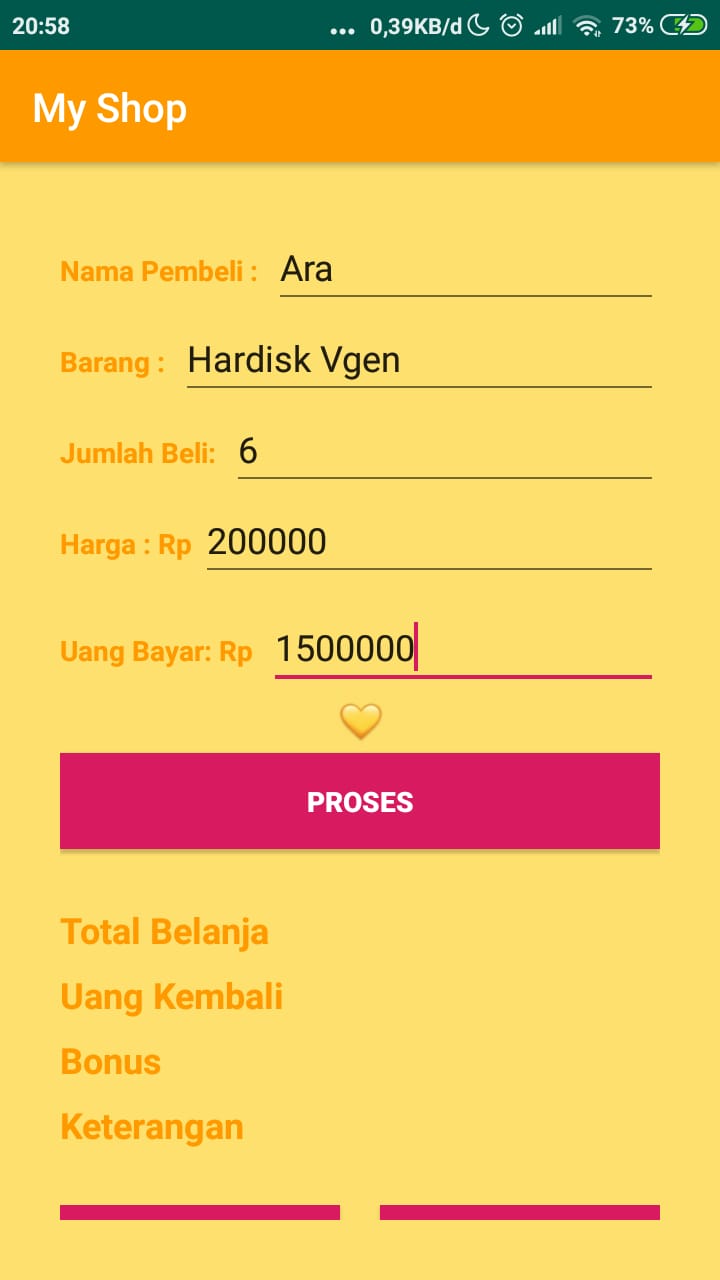 20:58 ... 0,39KB/d 73%
My Shop
Nama Pembeli : Ara
Barang : Hardisk Vgen
Jumlah Beli: 6
Harga : Rp 200000
Uang Bayar: Rp 1500000
PROSES
Total Belanja
Uang Kembali
Bonus
Keterangan